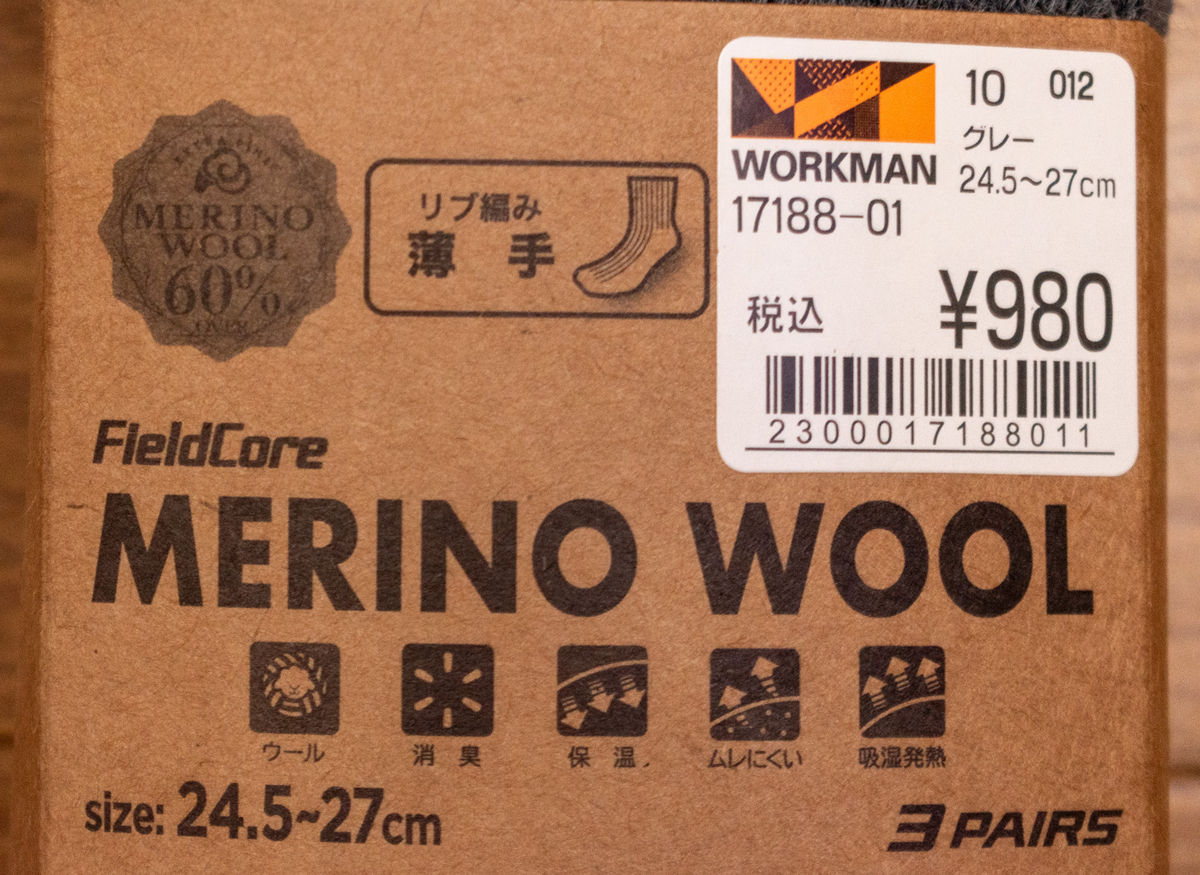 MERINO
WOOL
60%
OVER
リブ編み
薄手
WORKMAN
10 012
グレー
24.5～27cm
17188-01
税込 ¥980
2300017188011
FieldCore
MERINO WOOL
ウール 消臭 保温 ムレにくい 吸湿発熱
size: 24.5~27cm
3 PAIRS